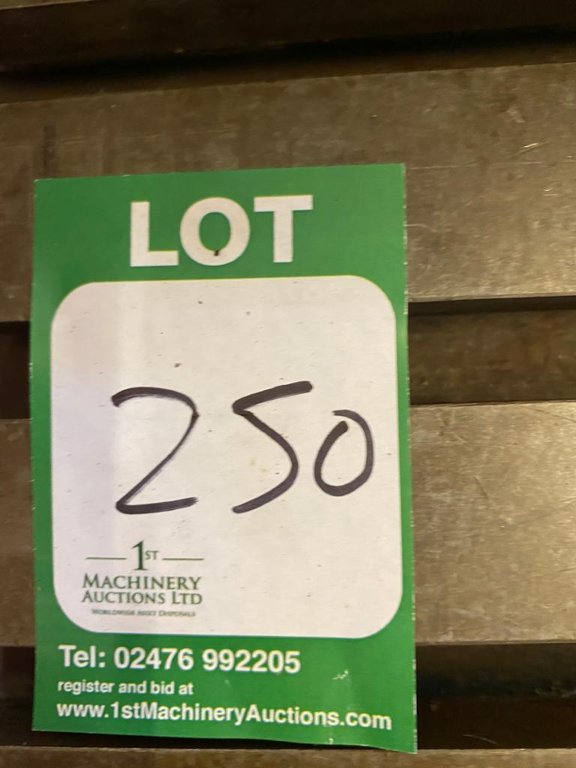 LOT
250
1ST
MACHINERY
AUCTIONS LTD
WORLDWIDE ASSET DISPOSALS
Tel: 02476 992205
register and bid at
www.1stMachineryAuctions.com